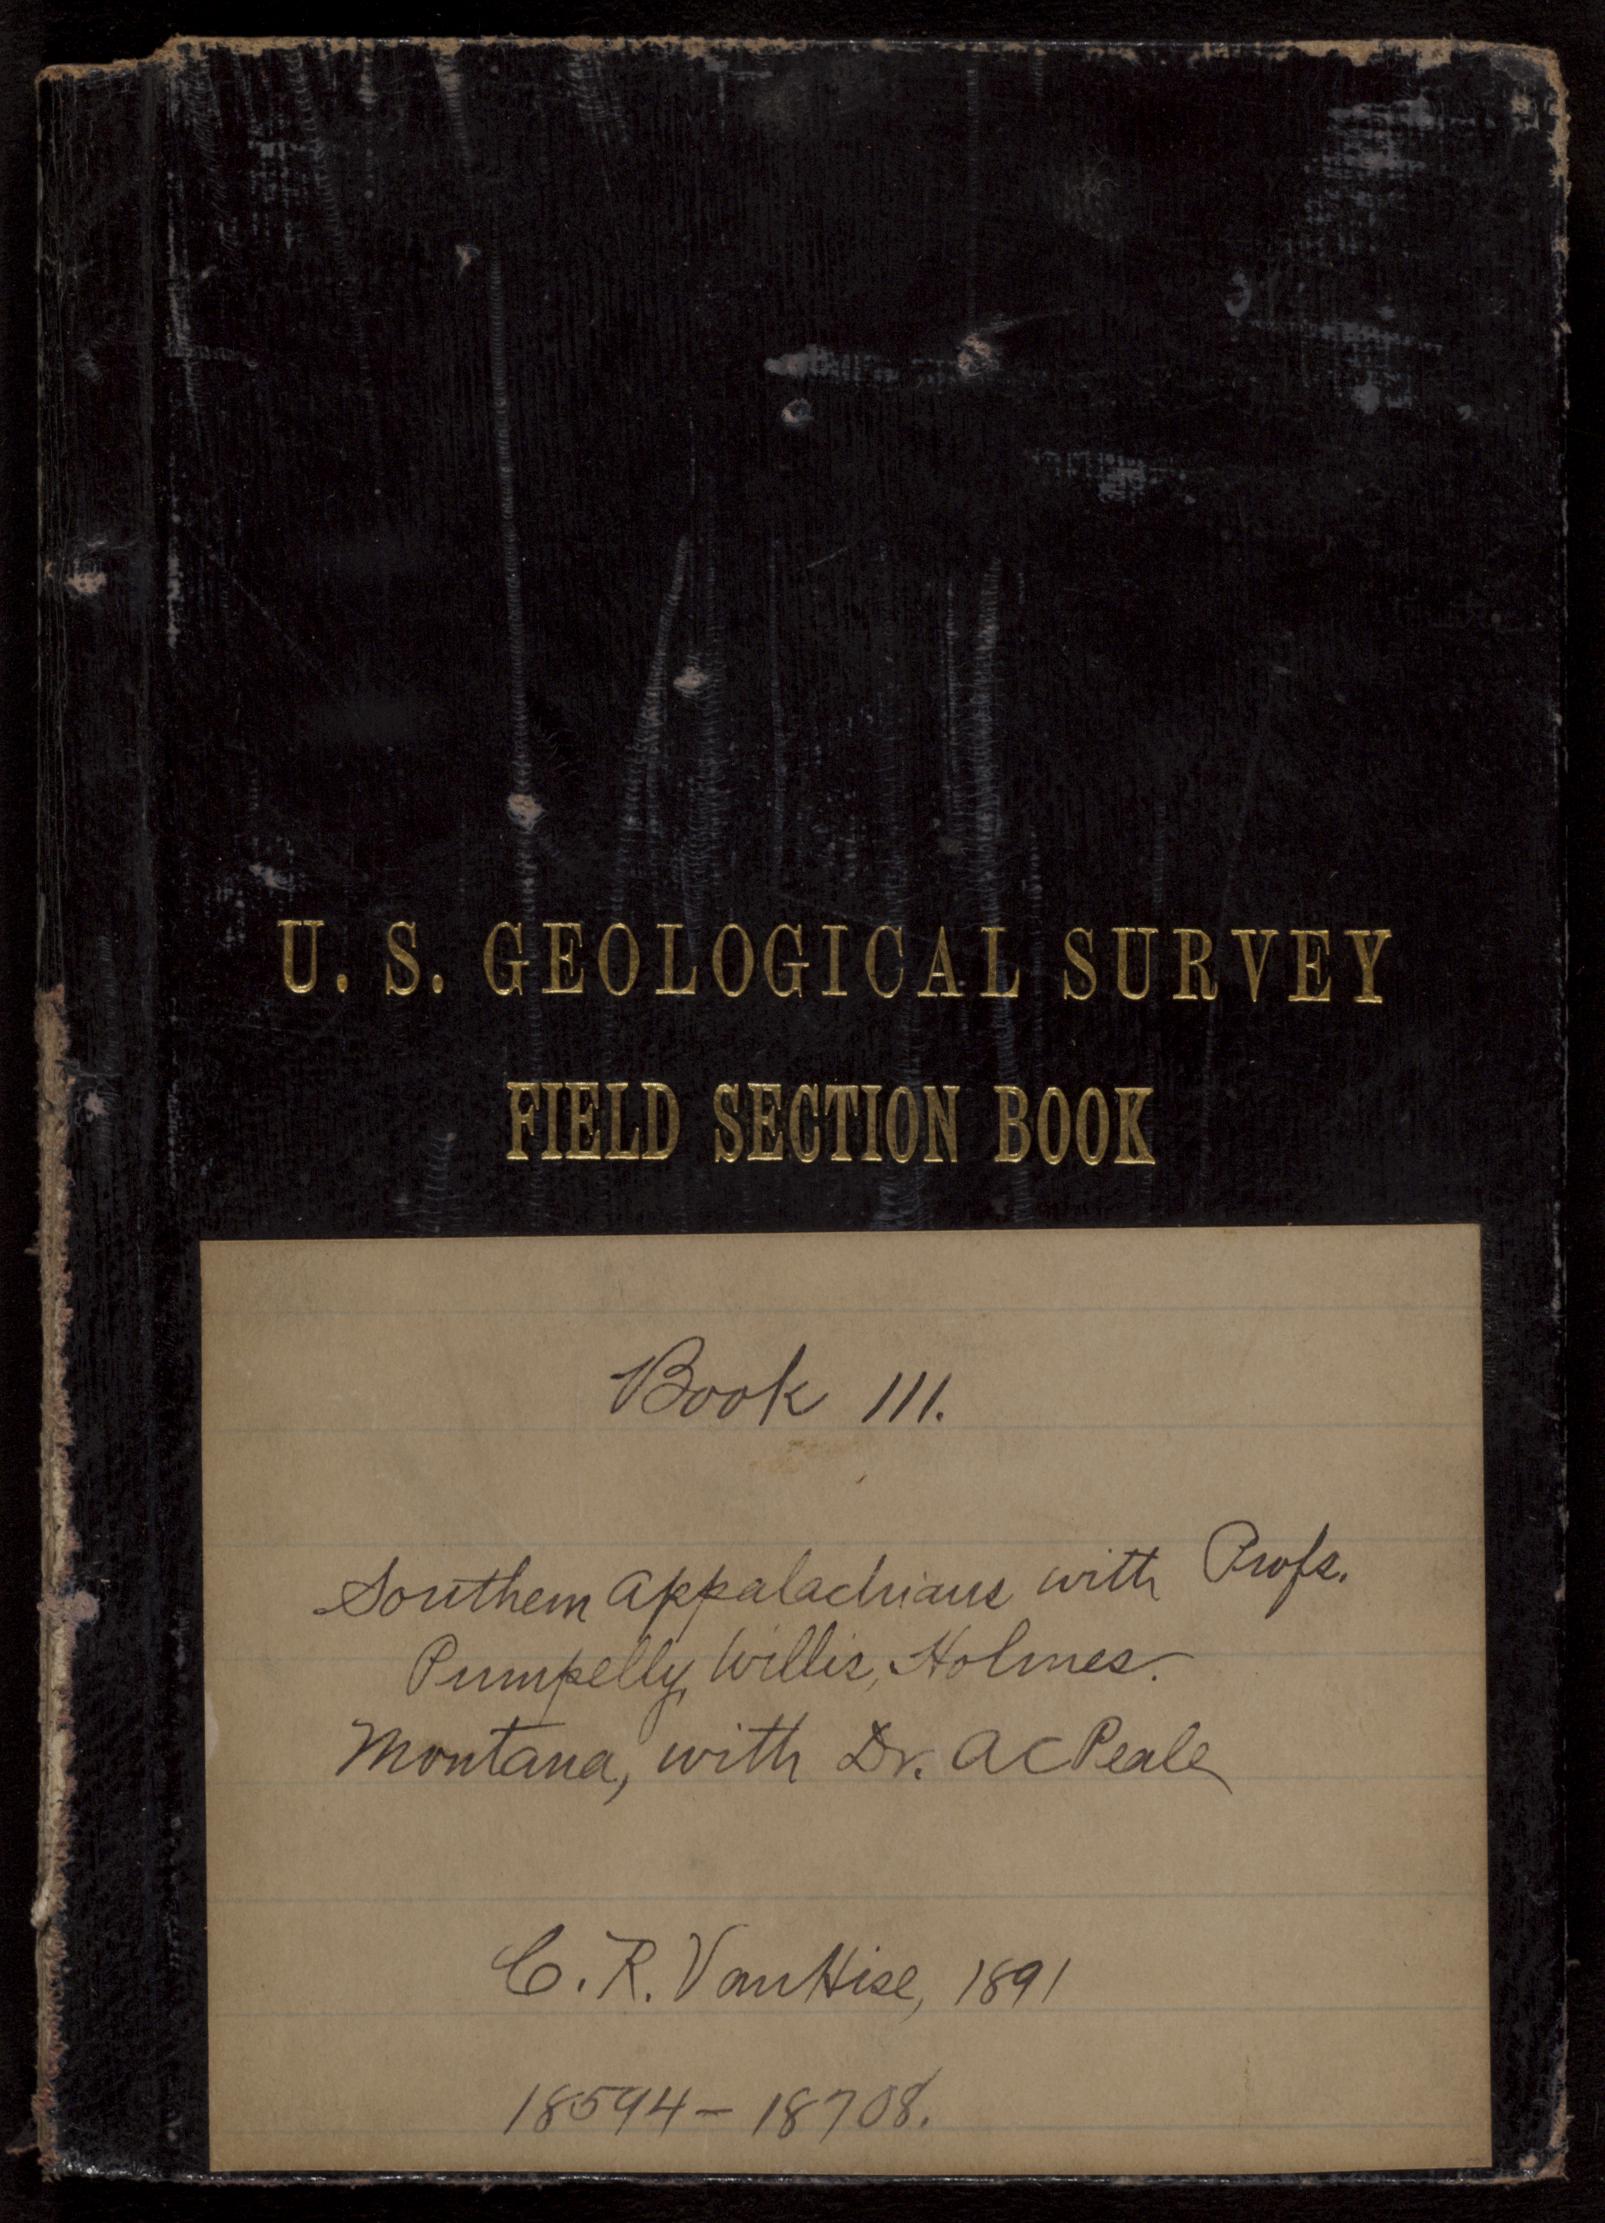 U. S. GEOLOGICAL SURVEY
FIELD SECTION BOOK
Book 111.
Southern Appalachians with Profs.
Pumpelly, Willis, Holmes.
Montana, with Dr. A C Peale
C. R. Van Hise, 1891
18594 – 18708.